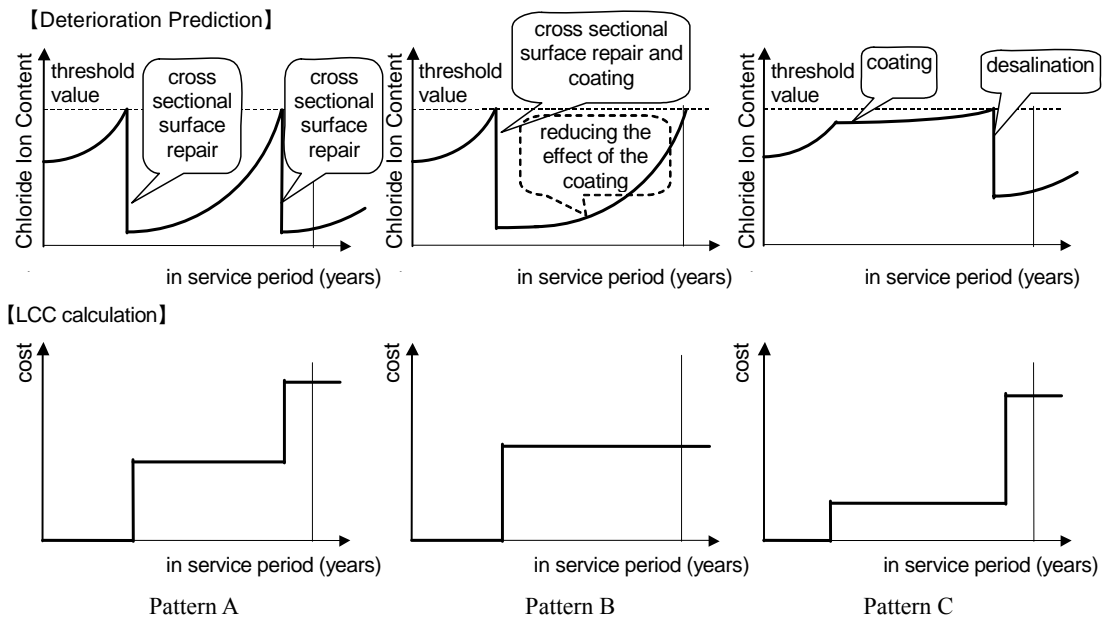 【Deterioration Prediction】
Chloride Ion Content
threshold
value
cross
sectional
surface
repair
cross
sectional
surface
repair
in service period (years)
Chloride Ion Content
threshold
value
cross sectional
surface repair and
coating
reducing the
effect of the
coating
in service period (years)
Chloride Ion Content
threshold
value
coating
desalination
in service period (years)
【LCC calculation】
cost
in service period (years)
Pattern A
cost
in service period (years)
Pattern B
cost
in service period (years)
Pattern C